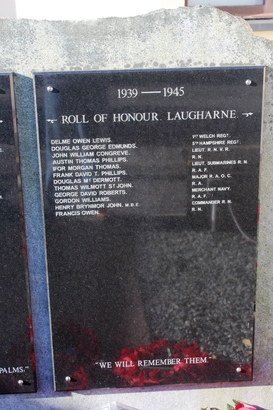 1939 — 1945
ROLL OF HONOUR LAUGHARNE
DELME OWEN LEWIS. 1ST WELCH REGT.
DOUGLAS GEORGE EDMUNDS. 5TH HAMPSHIRE REGT.
JOHN WILLIAM CONGREVE. LIEUT. R.N.V.R.
AUSTIN THOMAS PHILLIPS. R.N.
IFOR MORGAN THOMAS. LIEUT. SUBMARINES R.N.
FRANK DAVID T. PHILLIPS. R.A.F.
DOUGLAS MC DERMOTT. MAJOR R.A.O.C.
THOMAS WILMOTT ST JOHN. R.A.
GEORGE DAVID ROBERTS. MERCHANT NAVY.
GORDON WILLIAMS. R.A.F.
HENRY BRYNMOR JOHN. M.B.E. COMMANDER R.N.
FRANCIS OWEN. R.N.
"WE WILL REMEMBER THEM."
PALMS."